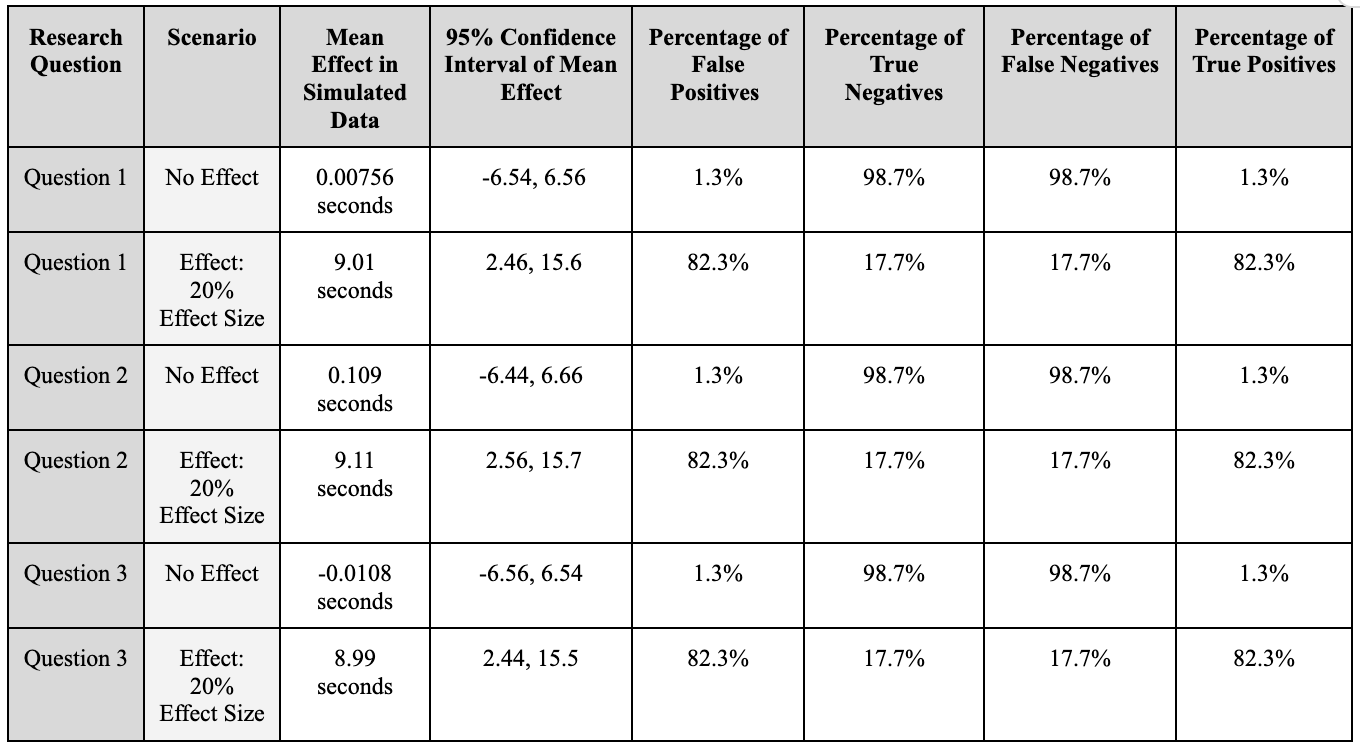 Research Question	Scenario	Mean Effect in Simulated Data	95% Confidence Interval of Mean Effect	Percentage of False Positives	Percentage of True Negatives	Percentage of False Negatives	Percentage of True Positives
Question 1	No Effect	0.00756 seconds	-6.54, 6.56	1.3%	98.7%	98.7%	1.3%
Question 1	Effect: 20% Effect Size	9.01 seconds	2.46, 15.6	82.3%	17.7%	17.7%	82.3%
Question 2	No Effect	0.109 seconds	-6.44, 6.66	1.3%	98.7%	98.7%	1.3%
Question 2	Effect: 20% Effect Size	9.11 seconds	2.56, 15.7	82.3%	17.7%	17.7%	82.3%
Question 3	No Effect	-0.0108 seconds	-6.56, 6.54	1.3%	98.7%	98.7%	1.3%
Question 3	Effect: 20% Effect Size	8.99 seconds	2.44, 15.5	82.3%	17.7%	17.7%	82.3%